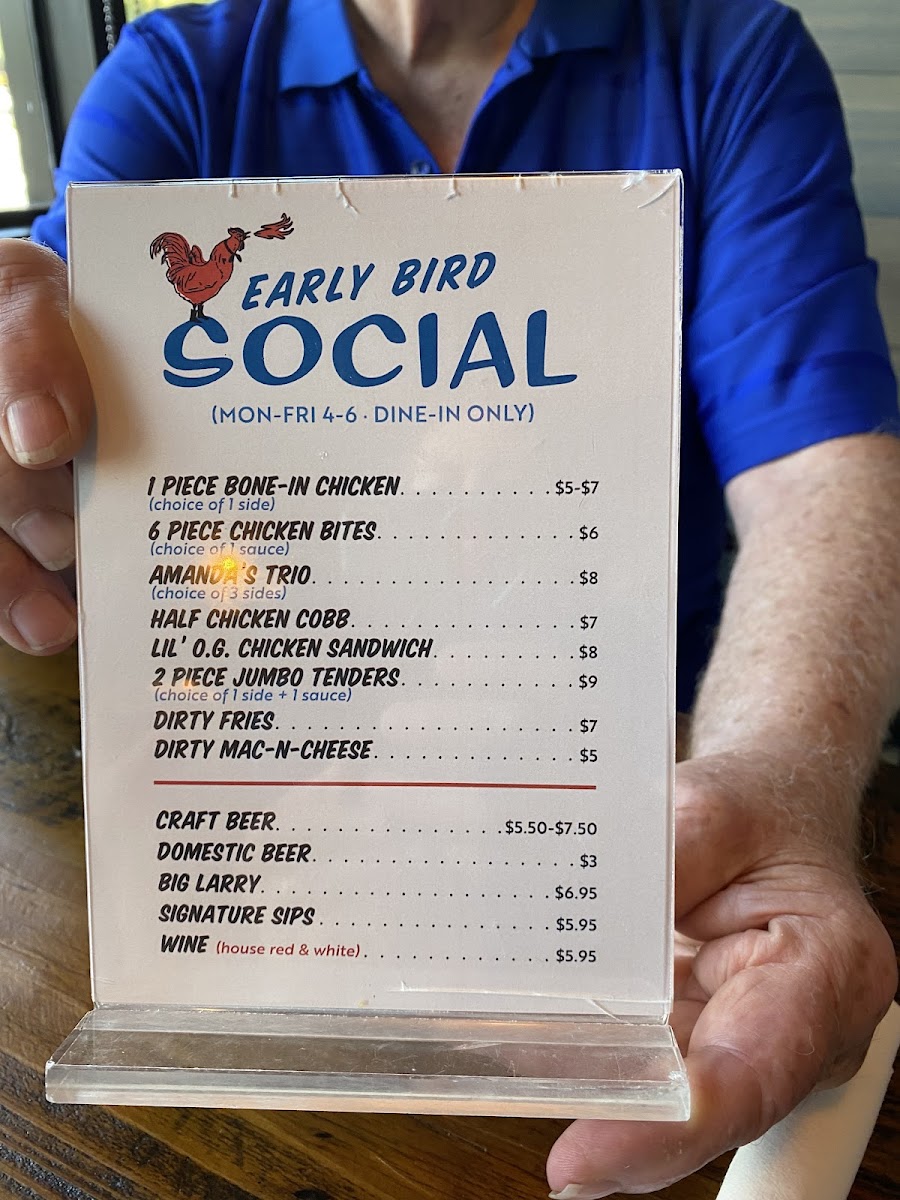 EARLY BIRD
SOCIAL
(MON-FRI 4-6 · DINE-IN ONLY)
1 PIECE BONE-IN CHICKEN. . . . . . . . . . $5-$7
(choice of 1 side)
6 PIECE CHICKEN BITES. . . . . . . . . . . . . $6
(choice of 1 sauce)
AMANDA'S TRIO. . . . . . . . . . . . . . . . . . $8
(choice of 3 sides)
HALF CHICKEN COBB. . . . . . . . . . . . . . . $7
LIL' O.G. CHICKEN SANDWICH. . . . . . . . . . $8
2 PIECE JUMBO TENDERS. . . . . . . . . . . . $9
(choice of 1 side + 1 sauce)
DIRTY FRIES. . . . . . . . . . . . . . . . . . . . $7
DIRTY MAC-N-CHEESE. . . . . . . . . . . . . . $5
CRAFT BEER. . . . . . . . . . . . . . . . $5.50-$7.50
DOMESTIC BEER. . . . . . . . . . . . . . . . . . $3
BIG LARRY. . . . . . . . . . . . . . . . . . . $6.95
SIGNATURE SIPS . . . . . . . . . . . . . . . $5.95
WINE (house red & white). . . . . . . . . . . . $5.95